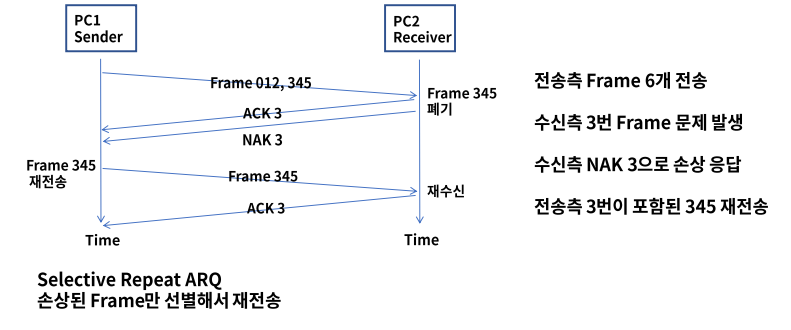 PC1
Sender
PC2
Receiver
Frame 012, 345
Frame 345
폐기
ACK 3
NAK 3
Frame 345
재전송
Frame 345
재수신
ACK 3
Time
Time
전송측 Frame 6개 전송
수신측 3번 Frame 문제 발생
수신측 NAK 3으로 손상 응답
전송측 3번이 포함된 345 재전송
Selective Repeat ARQ
손상된 Frame만 선별해서 재전송